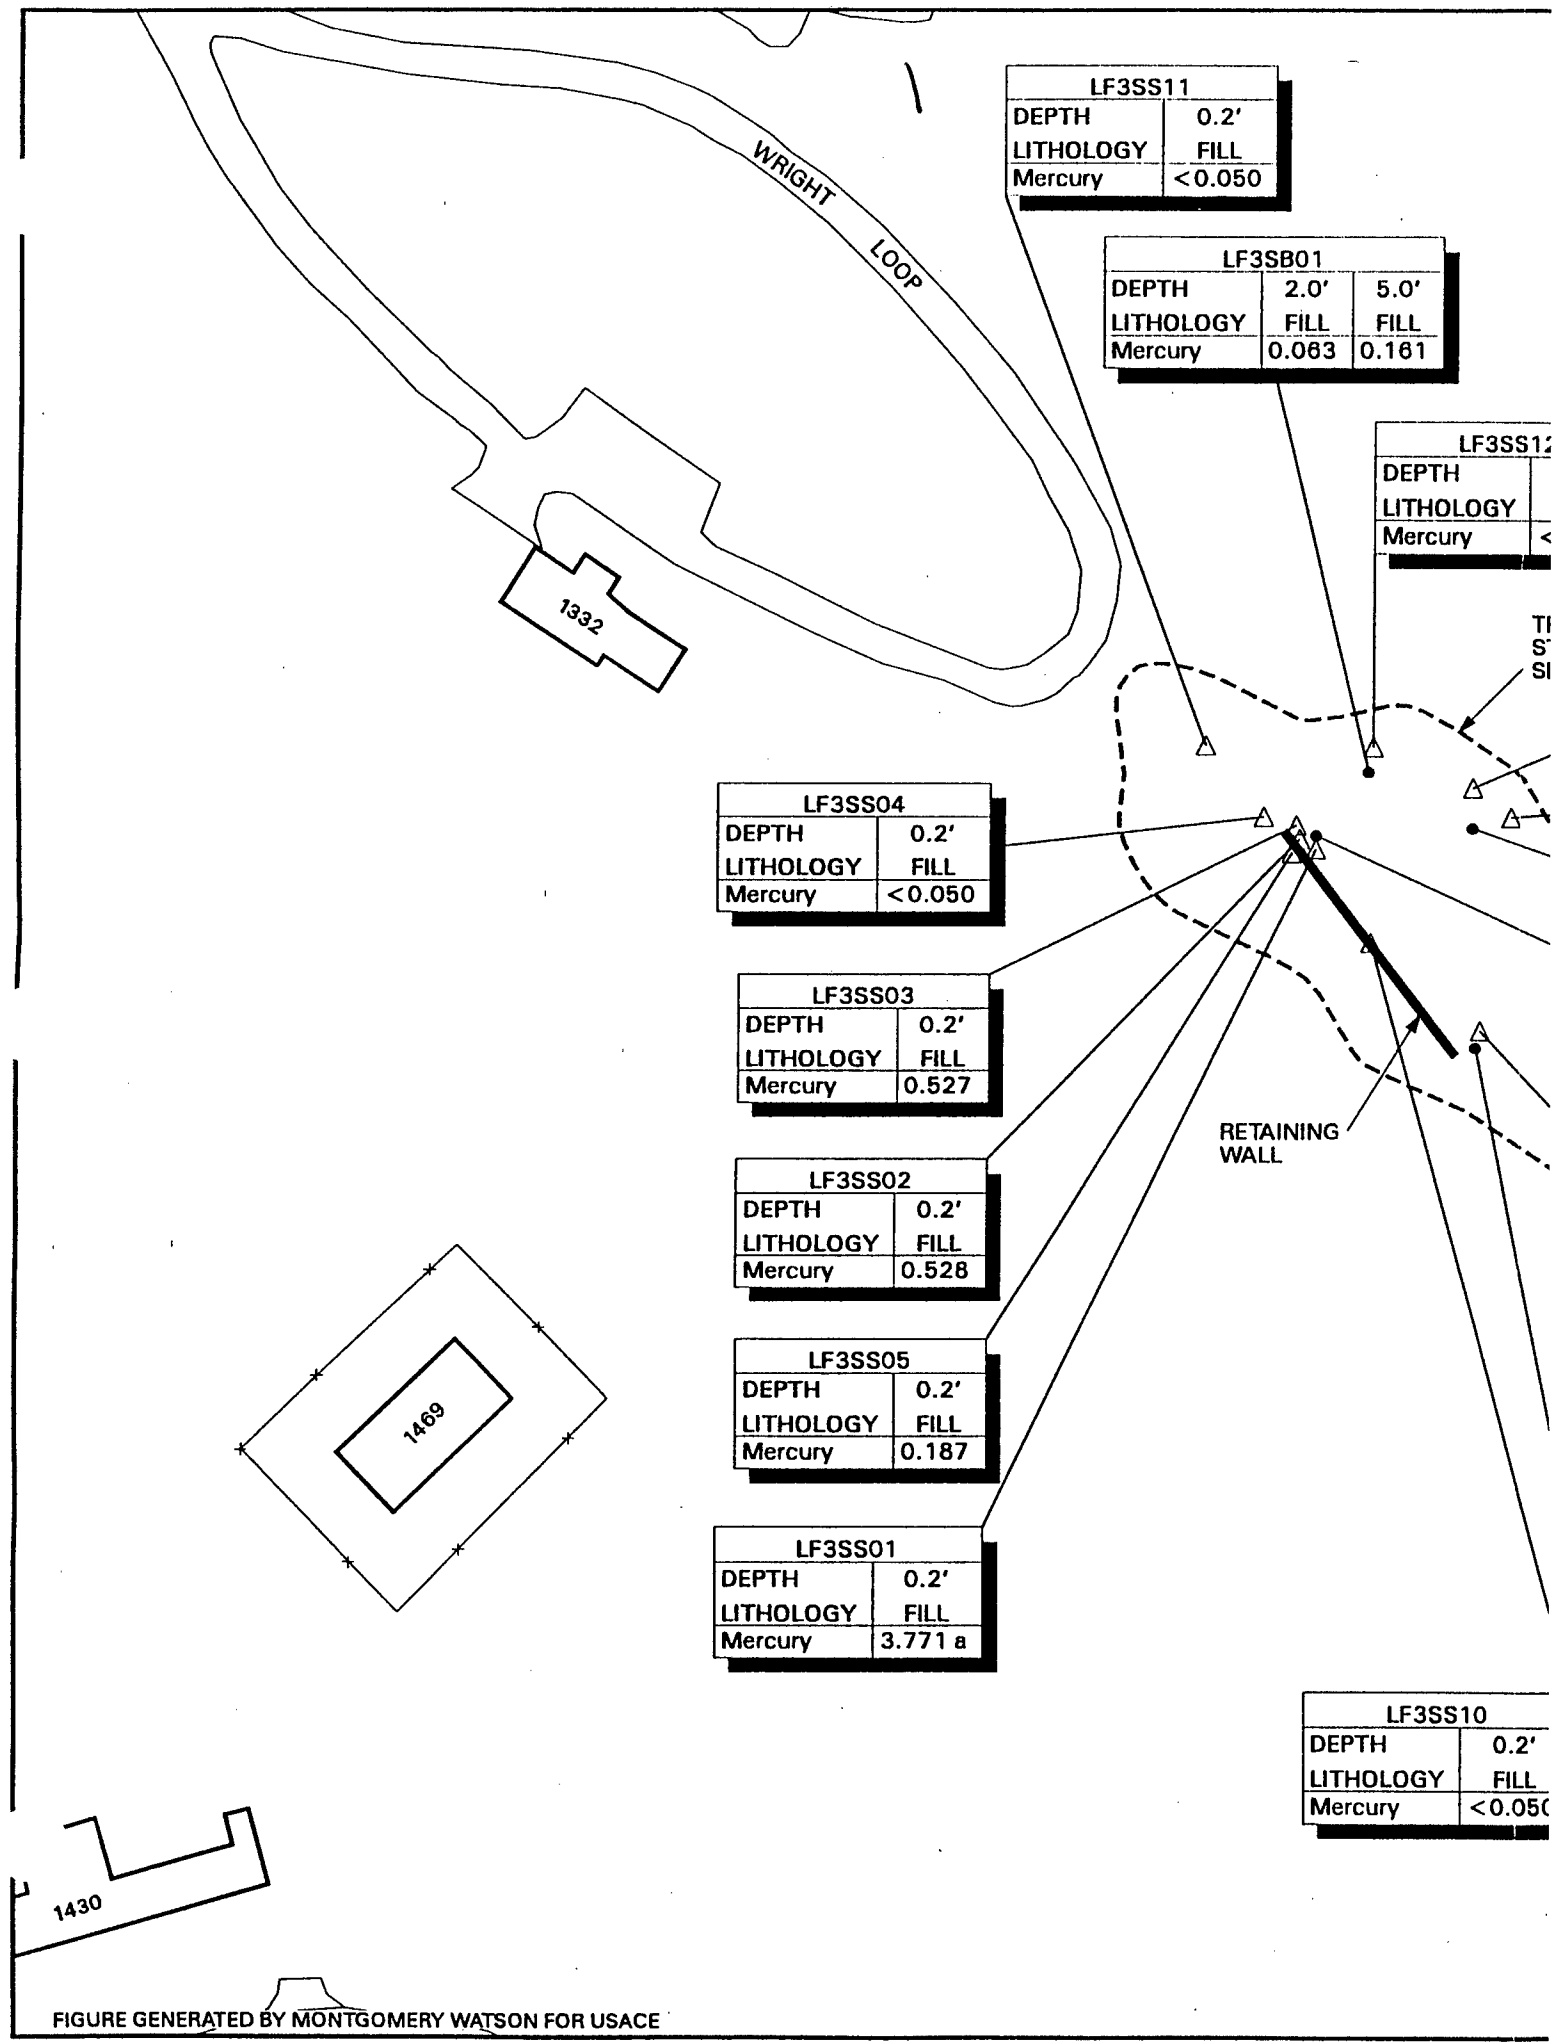 LF3SS11
DEPTH 0.2'
LITHOLOGY FILL
Mercury <0.050
WRIGHT LOOP
LF3SB01
DEPTH 2.0' 5.0'
LITHOLOGY FILL FILL
Mercury 0.063 0.161
LF3SS12
DEPTH
LITHOLOGY
Mercury <
1332
LF3SS04
DEPTH 0.2'
LITHOLOGY FILL
Mercury <0.050
LF3SS03
DEPTH 0.2'
LITHOLOGY FILL
Mercury 0.527
RETAINING
WALL
LF3SS02
DEPTH 0.2'
LITHOLOGY FILL
Mercury 0.528
LF3SS05
DEPTH 0.2'
LITHOLOGY FILL
Mercury 0.187
1469
LF3SS01
DEPTH 0.2'
LITHOLOGY FILL
Mercury 3.771 a
LF3SS10
DEPTH 0.2'
LITHOLOGY FILL
Mercury <0.050
1430
FIGURE GENERATED BY MONTGOMERY WATSON FOR USACE